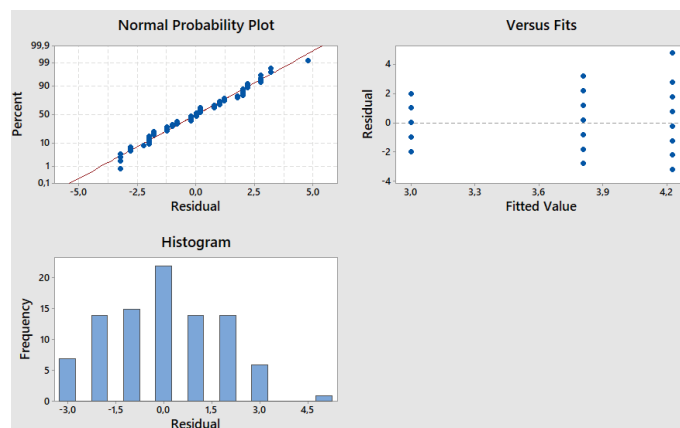 Normal Probability Plot
99,9
99
90
50
10
1
0,1
Percent
-5,0 -2,5 0,0 2,5 5,0
Residual
Versus Fits
4
2
0
-2
-4
Residual
3,0 3,3 3,6 3,9 4,2
Fitted Value
Histogram
20
15
10
5
0
Frequency
-3,0 -1,5 0,0 1,5 3,0 4,5
Residual